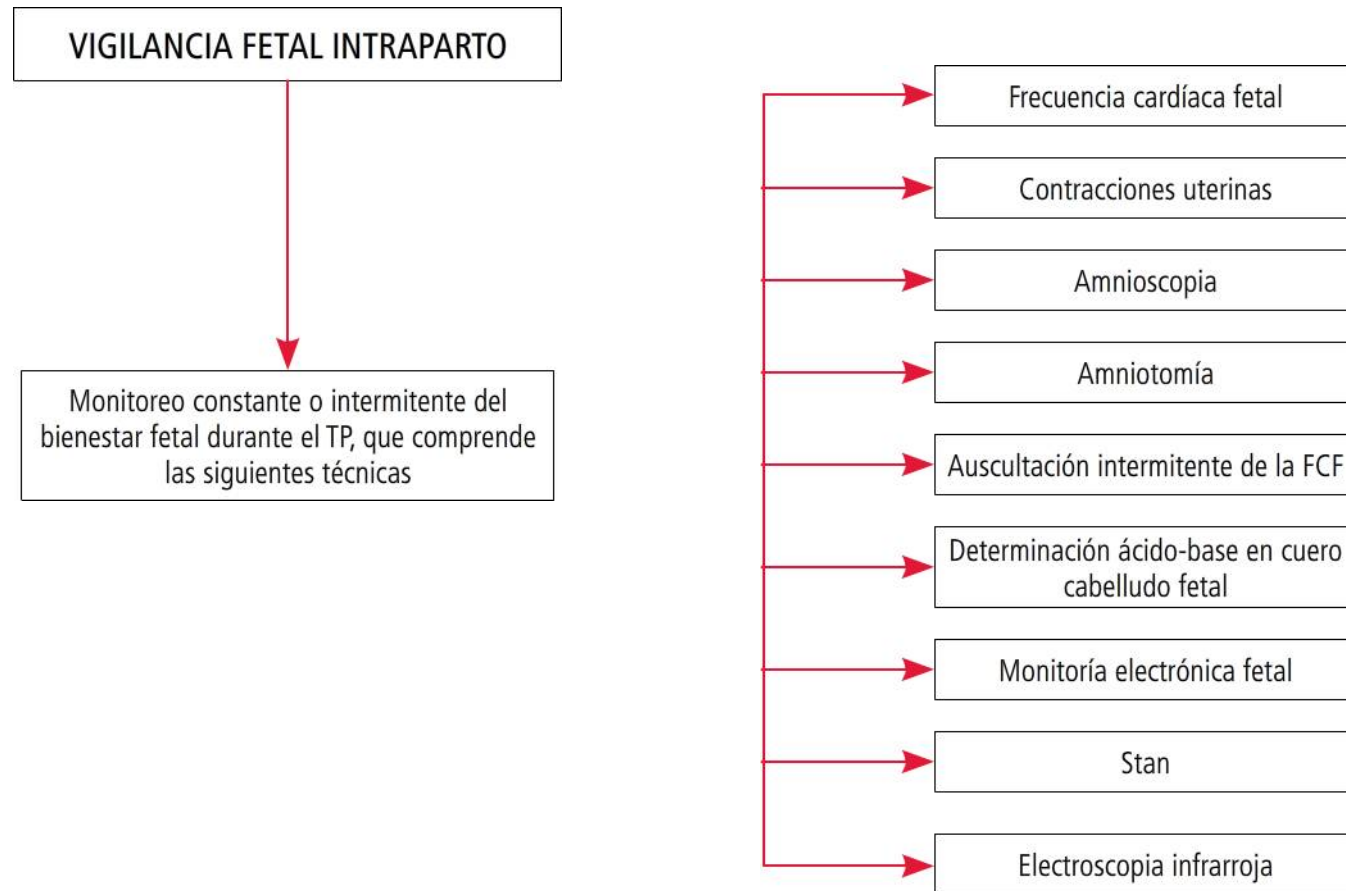 VIGILANCIA FETAL INTRAPARTO
Monitoreo constante o intermitente del
bienestar fetal durante el TP, que comprende
las siguientes técnicas
Frecuencia cardíaca fetal
Contracciones uterinas
Amnioscopia
Amniotomía
Auscultación intermitente de la FCF
Determinación ácido-base en cuero
cabelludo fetal
Monitoría electrónica fetal
Stan
Electroscopia infrarroja